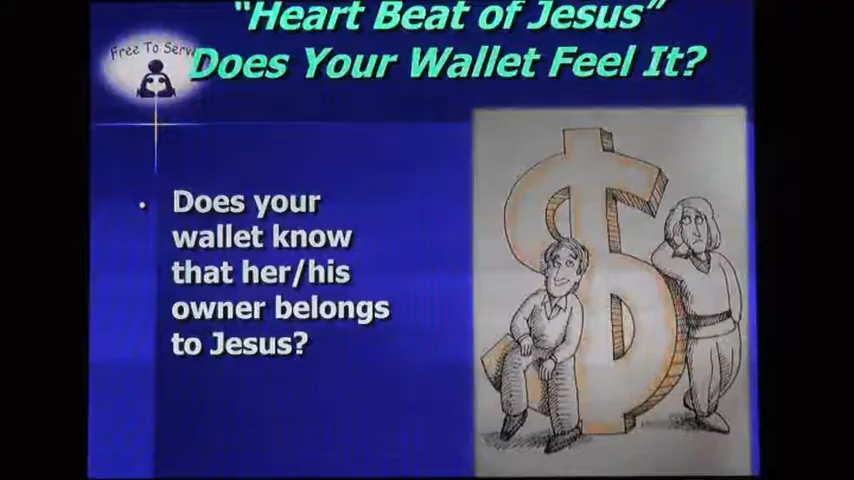 "Heart Beat of Jesus"
Free To Serve
Does Your Wallet Feel It?
• Does your
wallet know
that her/his
owner belongs
to Jesus?